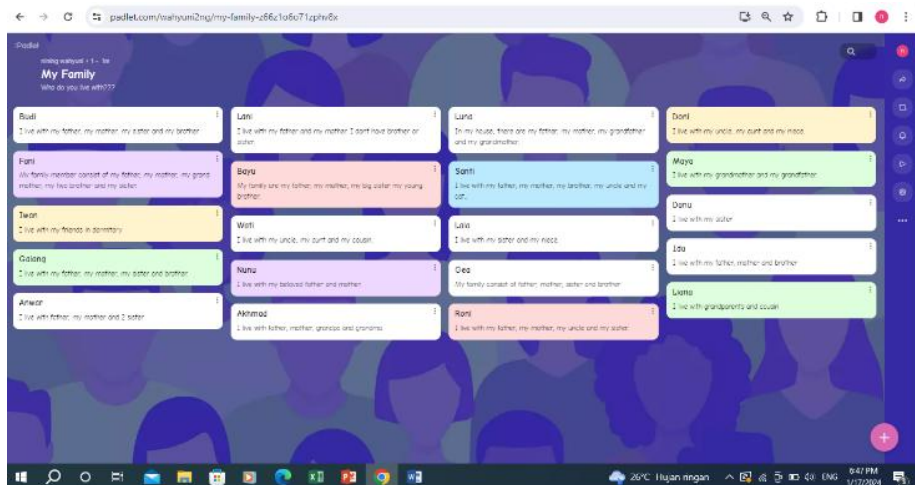 padlet.com/wahyuni2ng/my-family-z66z1o6o71zphv8x
:Padlet
My Family
Who do you live with???
Budi
I live with my father, my mother, my sister and my brother
Fani
My family member consist of my father, my mother, my grand
mother, my two brother and my sister.
Iwan
I live with my friends in dormitory
Galang
I live with my father, my mother, my sister and brother
Anwar
I live with father, my mother and 2 sister
Lani
I live with my father and my mother. I dont have brother or
sister
Bayu
My family are my father, my mother, my big sister my young
brother.
Wati
I live with my uncle, my aunt and my cousin
Nunu
I live with my beloved father and mother
Akhmad
I live with father, mother, grandpa and grandma
Luna
In my house, there are my father, my mother, my grandfather
and my grandmother
Santi
I live with my father, my mother, my brother, my uncle and my
cat.
Lala
I live with my sister and my niece
Gea
My family consist of father, mother, sister and brother
Roni
I live with my father, my mother, my uncle and my sister
Doni
I live with my uncle, my aunt and my niece
Maya
I live with my grandmother and my grandfather
Danu
I live with my sister
Ida
I live with my father, mother and brother
Liana
I live with grandparents and cousin
26°C Hujan ringan
ENG
6:47 PM
1/17/2024